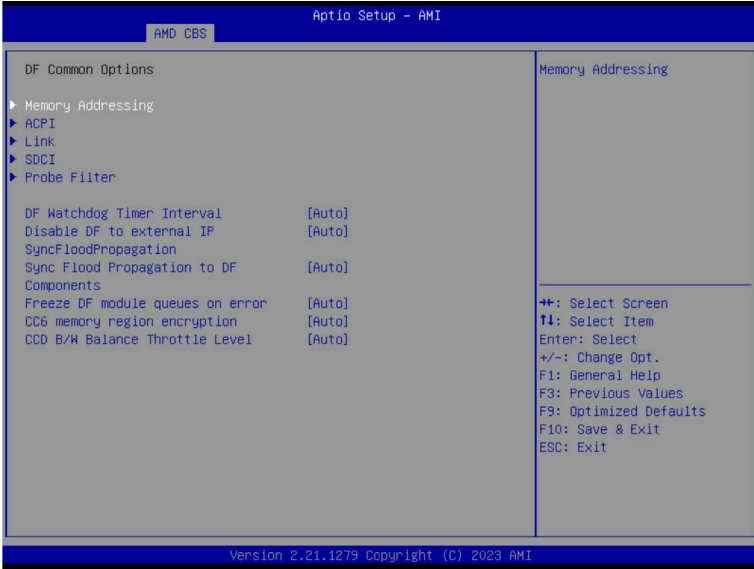 Aptio Setup – AMI
AMD CBS
DF Common Options
Memory Addressing
ACPI
Link
SDCI
Probe Filter
DF Watchdog Timer Interval [Auto]
Disable DF to external IP [Auto]
SyncFloodPropagation
Sync Flood Propagation to DF [Auto]
Components
Freeze DF module queues on error [Auto]
CC6 memory region encryption [Auto]
CCD B/W Balance Throttle Level [Auto]
Memory Addressing
→←: Select Screen
↑↓: Select Item
Enter: Select
+/-: Change Opt.
F1: General Help
F3: Previous Values
F9: Optimized Defaults
F10: Save & Exit
ESC: Exit
Version 2.21.1279 Copyright (C) 2023 AMI